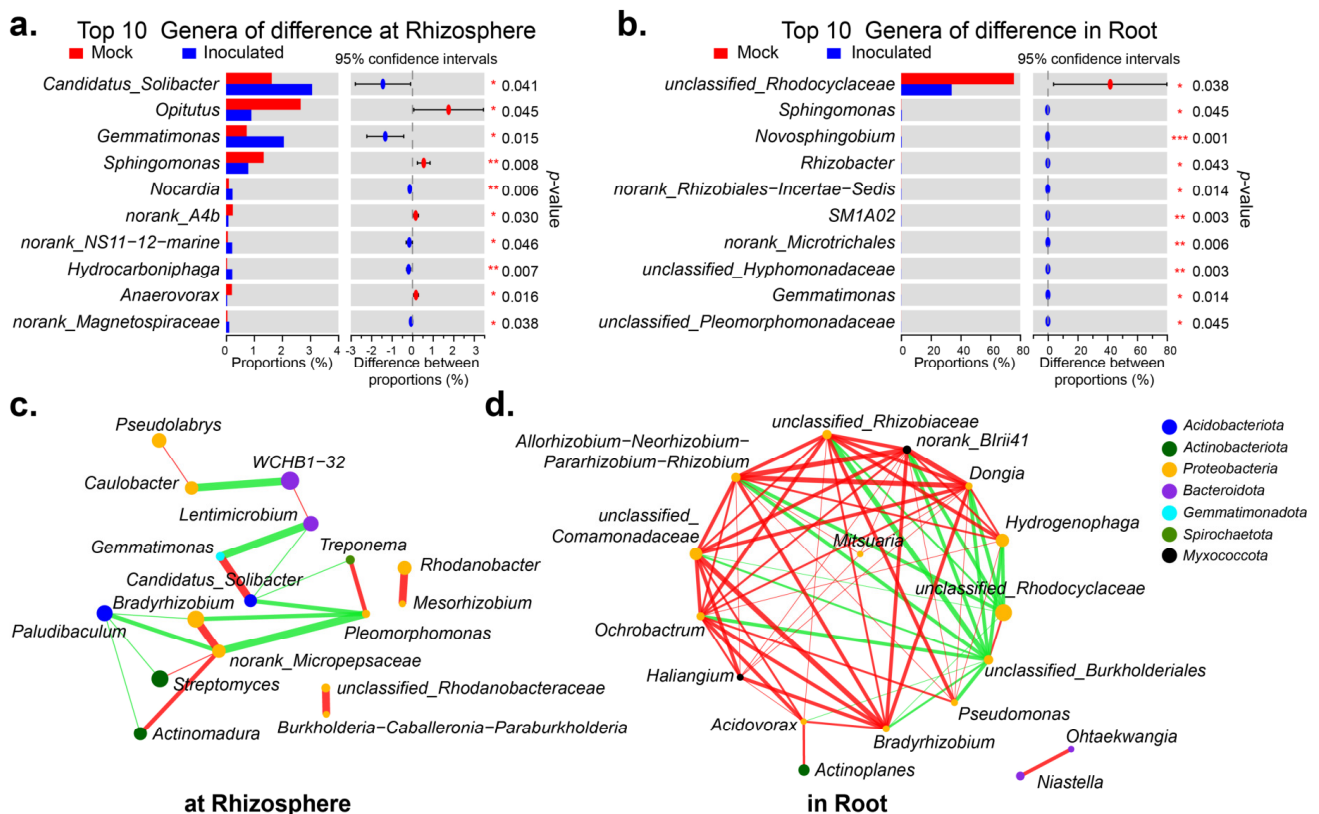 a.
Top 10 Genera of difference at Rhizosphere
Mock Inoculated
95% confidence intervals
Candidatus_Solibacter * 0.041
Opitutus * 0.045
Gemmatimonas * 0.015
Sphingomonas ** 0.008
Nocardia ** 0.006
norank_A4b * 0.030
norank_NS11−12−marine * 0.046
Hydrocarboniphaga ** 0.007
Anaerovorax * 0.016
norank_Magnetospiraceae * 0.038
p-value
0 1 2 3 4 -3 -2 -1 0 1 2 3
Proportions (%) Difference between
proportions (%)
b.
Top 10 Genera of difference in Root
Mock Inoculated
95% confidence intervals
unclassified_Rhodocyclaceae * 0.038
Sphingomonas * 0.045
Novosphingobium *** 0.001
Rhizobacter * 0.043
norank_Rhizobiales−Incertae−Sedis * 0.014
SM1A02 ** 0.003
norank_Microtrichales ** 0.006
unclassified_Hyphomonadaceae ** 0.003
Gemmatimonas * 0.014
unclassified_Pleomorphomonadaceae * 0.045
p-value
0 20 40 60 80 0 20 40 60 80
Proportions (%) Difference between
proportions (%)
c.
Pseudolabrys
WCHB1−32
Caulobacter
Lentimicrobium
Gemmatimonas
Treponema
Candidatus_Solibacter
Rhodanobacter
Bradyrhizobium
Mesorhizobium
Paludibaculum
Pleomorphomonas
norank_Micropepsaceae
Streptomyces
unclassified_Rhodanobacteraceae
Burkholderia−Caballeronia−Paraburkholderia
Actinomadura
at Rhizosphere
d.
unclassified_Rhizobiaceae
Allorhizobium−Neorhizobium−
Pararhizobium−Rhizobium
norank_BIrii41
Dongia
unclassified_
Comamonadaceae
Hydrogenophaga
Mitsuaria
unclassified_Rhodocyclaceae
Ochrobactrum
unclassified_Burkholderiales
Haliangium
Pseudomonas
Acidovorax
Bradyrhizobium
Ohtaekwangia
Actinoplanes
Niastella
in Root
Acidobacteriota
Actinobacteriota
Proteobacteria
Bacteroidota
Gemmatimonadota
Spirochaetota
Myxococcota